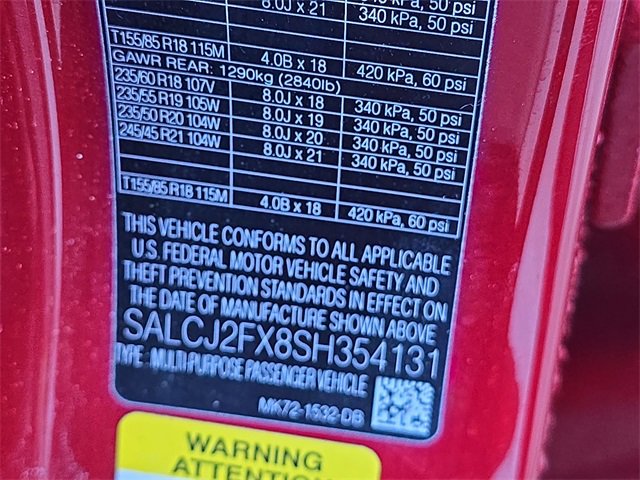 8.0J x 21 340 kPa, 50 psi
340 kPa, 50 psi
T155/85 R18 115M 4.0B x 18 420 kPa, 60 psi
GAWR REAR: 1290kg (2840lb)
235/60 R18 107V 8.0J x 18 340 kPa, 50 psi
235/55 R19 105W 8.0J x 19 340 kPa, 50 psi
235/50 R20 104W 8.0J x 20 340 kPa, 50 psi
245/45 R21 104W 8.0J x 21 340 kPa, 50 psi
T155/85 R18 115M 4.0B x 18 420 kPa, 60 psi
THIS VEHICLE CONFORMS TO ALL APPLICABLE
U.S. FEDERAL MOTOR VEHICLE SAFETY AND
THEFT PREVENTION STANDARDS IN EFFECT ON
THE DATE OF MANUFACTURE SHOWN ABOVE
SALCJ2FX8SH354131
TYPE: MULTI-PURPOSE PASSENGER VEHICLE
MK72-1532-DB
WARNING
ATTENTION